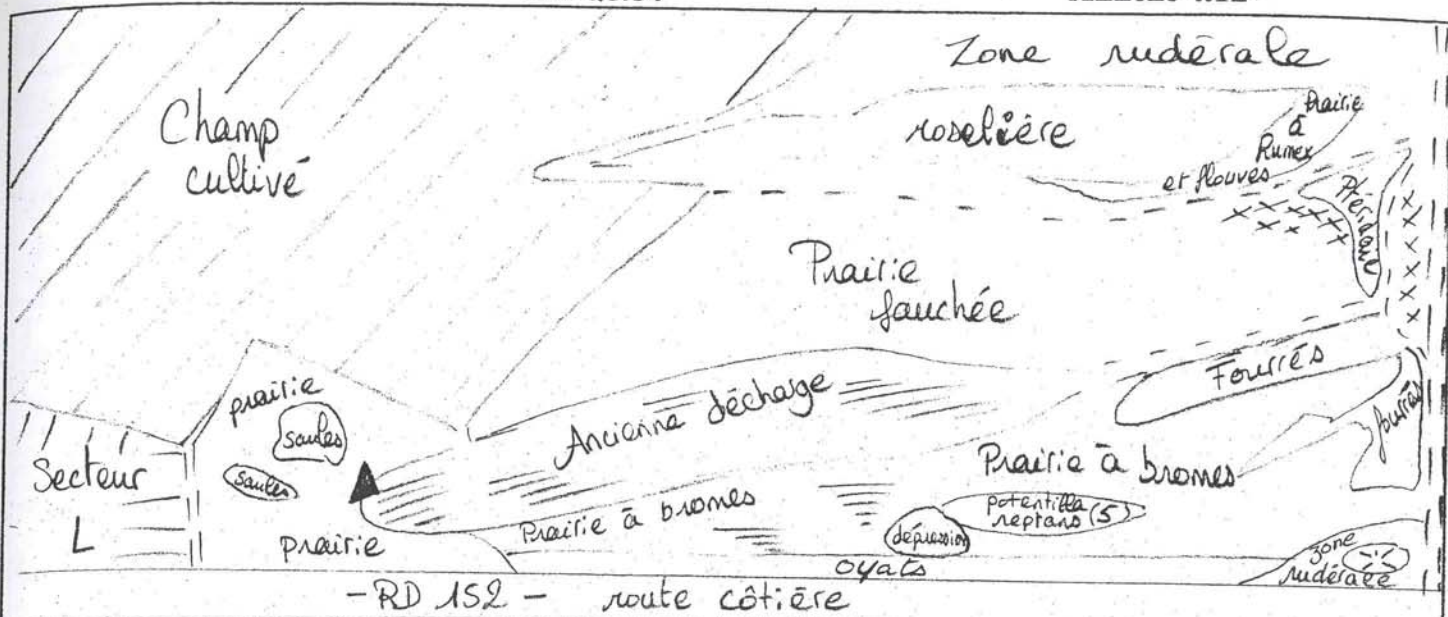 Zone rudérale
Champ
cultivé
roselière
Prairie
à
Rumex
et flouves
Ptéridaie
Prairie
fauchée
Fourrés
fourrés
prairie
saules
saules
Ancienne décharge
Secteur
L
Prairie à bromes
Prairie à bromes
potentilla
reptans (5)
dépression
prairie
oyats
zone
rudérale
-RD 152- route côtière